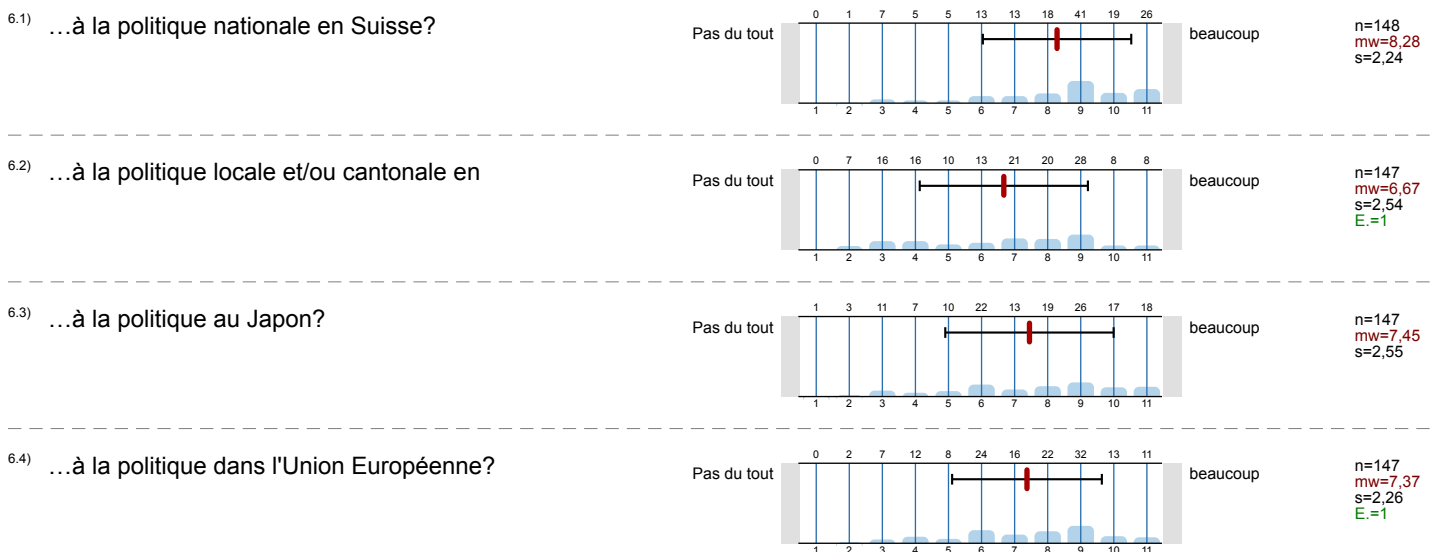 6.1) …à la politique nationale en Suisse?
0 1 7 5 5 13 13 18 41 19 26
Pas du tout beaucoup
1 2 3 4 5 6 7 8 9 10 11
n=148
mw=8,28
s=2,24
6.2) …à la politique locale et/ou cantonale en
0 7 16 16 10 13 21 20 28 8 8
Pas du tout beaucoup
1 2 3 4 5 6 7 8 9 10 11
n=147
mw=6,67
s=2,54
E.=1
6.3) …à la politique au Japon?
1 3 11 7 10 22 13 19 26 17 18
Pas du tout beaucoup
1 2 3 4 5 6 7 8 9 10 11
n=147
mw=7,45
s=2,55
6.4) …à la politique dans l'Union Européenne?
0 2 7 12 8 24 16 22 32 13 11
Pas du tout beaucoup
1 2 3 4 5 6 7 8 9 10 11
n=147
mw=7,37
s=2,26
E.=1